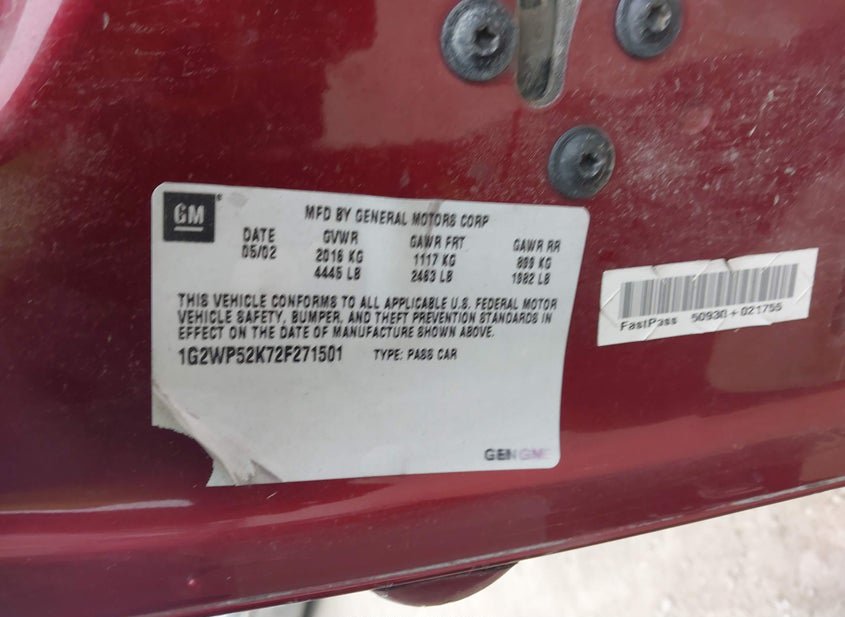 GM
MFD BY GENERAL MOTORS CORP
DATE GVWR GAWR FRT GAWR RR
05/02 2016 KG 1117 KG 899 KG
4445 LB 2463 LB 1982 LB
THIS VEHICLE CONFORMS TO ALL APPLICABLE U.S. FEDERAL MOTOR
VEHICLE SAFETY, BUMPER, AND THEFT PREVENTION STANDARDS IN
EFFECT ON THE DATE OF MANUFACTURE SHOWN ABOVE.
1G2WP52K72F271501 TYPE: PASS CAR
GEN GME
FastPass 50930+021755